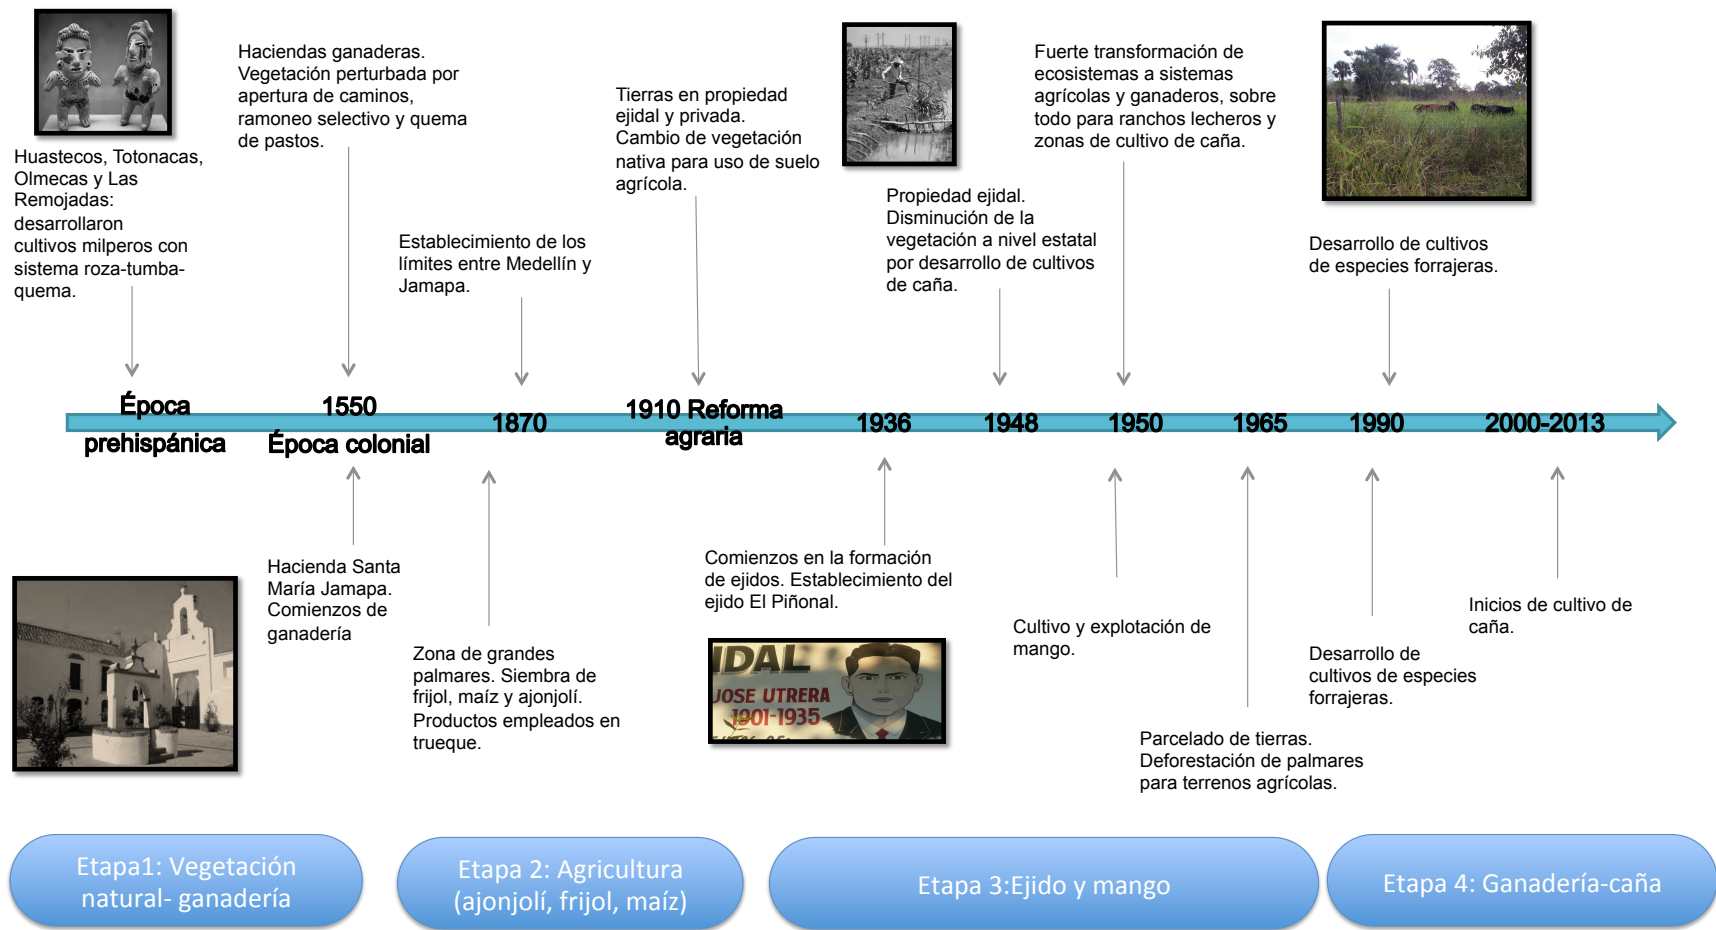 Huastecos, Totonacas,
Olmecas y Las
Remojadas:
desarrollaron
cultivos milperos con
sistema roza-tumba-
quema.
Haciendas ganaderas.
Vegetación perturbada por
apertura de caminos,
ramoneo selectivo y quema
de pastos.
Establecimiento de los
límites entre Medellín y
Jamapa.
Tierras en propiedad
ejidal y privada.
Cambio de vegetación
nativa para uso de suelo
agrícola.
Propiedad ejidal.
Disminución de la
vegetación a nivel estatal
por desarrollo de cultivos
de caña.
Fuerte transformación de
ecosistemas a sistemas
agrícolas y ganaderos, sobre
todo para ranchos lecheros y
zonas de cultivo de caña.
Desarrollo de cultivos
de especies forrajeras.
Época
prehispánica
1550
Época colonial
1870
1910 Reforma
agraria
1936
1948
1950
1965
1990
2000-2013
Hacienda Santa
María Jamapa.
Comienzos de
ganadería
Zona de grandes
palmares. Siembra de
frijol, maíz y ajonjolí.
Productos empleados en
trueque.
Comienzos en la formación
de ejidos. Establecimiento del
ejido El Piñonal.
IDAL
JOSE UTRERA
1901-1935
Cultivo y explotación de
mango.
Parcelado de tierras.
Deforestación de palmares
para terrenos agrícolas.
Desarrollo de
cultivos de especies
forrajeras.
Inicios de cultivo de
caña.
Etapa1: Vegetación
natural- ganadería
Etapa 2: Agricultura
(ajonjolí, frijol, maíz)
Etapa 3:Ejido y mango
Etapa 4: Ganadería-caña